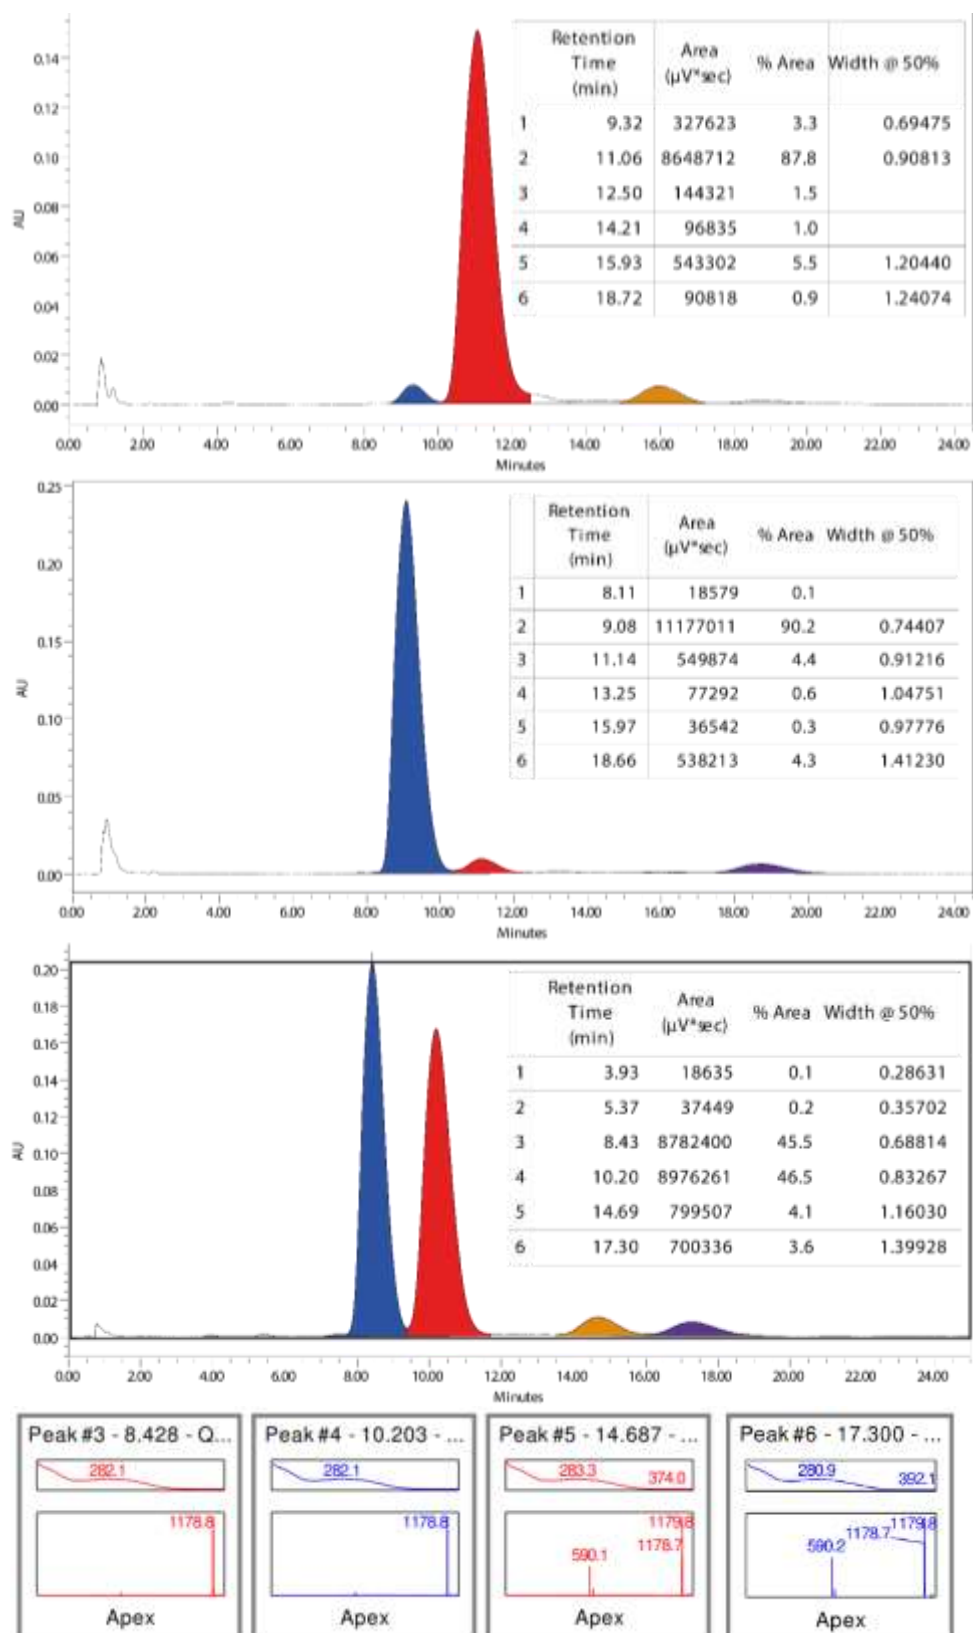 Retention Time (min) Area (µV*sec) % Area Width @ 50%
1 9.32 327623 3.3 0.69475
2 11.06 8648712 87.8 0.90813
3 12.50 144321 1.5
4 14.21 96835 1.0
5 15.93 543302 5.5 1.20440
6 18.72 90818 0.9 1.24074
AU
0.14
0.12
0.10
0.08
0.06
0.04
0.02
0.00
0.00 2.00 4.00 6.00 8.00 10.00 12.00 14.00 16.00 18.00 20.00 22.00 24.00
Minutes
Retention Time (min) Area (µV*sec) % Area Width @ 50%
1 8.11 18579 0.1
2 9.08 11177011 90.2 0.74407
3 11.14 549874 4.4 0.91216
4 13.25 77292 0.6 1.04751
5 15.97 36542 0.3 0.97776
6 18.66 538213 4.3 1.41230
AU
0.25
0.20
0.15
0.10
0.05
0.00
0.00 2.00 4.00 6.00 8.00 10.00 12.00 14.00 16.00 18.00 20.00 22.00 24.00
Minutes
Retention Time (min) Area (µV*sec) % Area Width @ 50%
1 3.93 18635 0.1 0.28631
2 5.37 37449 0.2 0.35702
3 8.43 8782400 45.5 0.68814
4 10.20 8976261 46.5 0.83267
5 14.69 799507 4.1 1.16030
6 17.30 700336 3.6 1.39928
AU
0.20
0.18
0.16
0.14
0.12
0.10
0.08
0.06
0.04
0.02
0.00
0.00 2.00 4.00 6.00 8.00 10.00 12.00 14.00 16.00 18.00 20.00 22.00 24.00
Minutes
Peak #3 - 8.428 - Q...
282.1
1178.8
Apex
Peak #4 - 10.203 - ...
282.1
1178.8
Apex
Peak #5 - 14.687 - ...
283.3 374.0
1179.8
590.1 1178.7
Apex
Peak #6 - 17.300 - ...
280.9 392.1
1179.8
1178.7
590.2
Apex